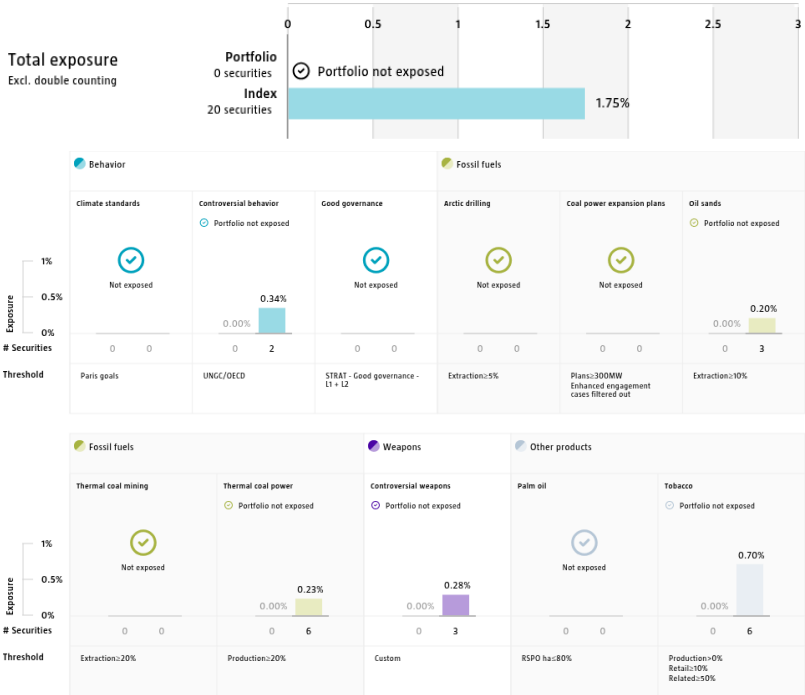 0 0.5 1 1.5 2 2.5 3
Total exposure
Excl. double counting
Portfolio
0 securities
Portfolio not exposed
Index
20 securities
1.75%
Behavior
Fossil fuels
Climate standards
Controversial behavior
Good governance
Arctic drilling
Coal power expansion plans
Oil sands
Portfolio not exposed
Portfolio not exposed
Not exposed
Not exposed
Not exposed
Not exposed
Exposure
1%
0.5%
0%
0.00%
0.34%
0.00%
0.20%
# Securities
0 0
0 2
0 0
0 0
0 0
0 3
Threshold
Paris goals
UNGC/OECD
STRAT - Good governance -
L1 + L2
Extraction≥5%
Plans≥300MW
Enhanced engagement
cases filtered out
Extraction≥10%
Fossil fuels
Weapons
Other products
Thermal coal mining
Thermal coal power
Controversial weapons
Palm oil
Tobacco
Portfolio not exposed
Portfolio not exposed
Portfolio not exposed
Not exposed
Not exposed
Exposure
1%
0.5%
0%
0.00%
0.23%
0.00%
0.28%
0.00%
0.70%
# Securities
0 0
0 6
0 3
0 0
0 6
Threshold
Extraction≥20%
Production≥20%
Custom
RSPO ha≤80%
Production>0%
Retail≥10%
Related≥50%